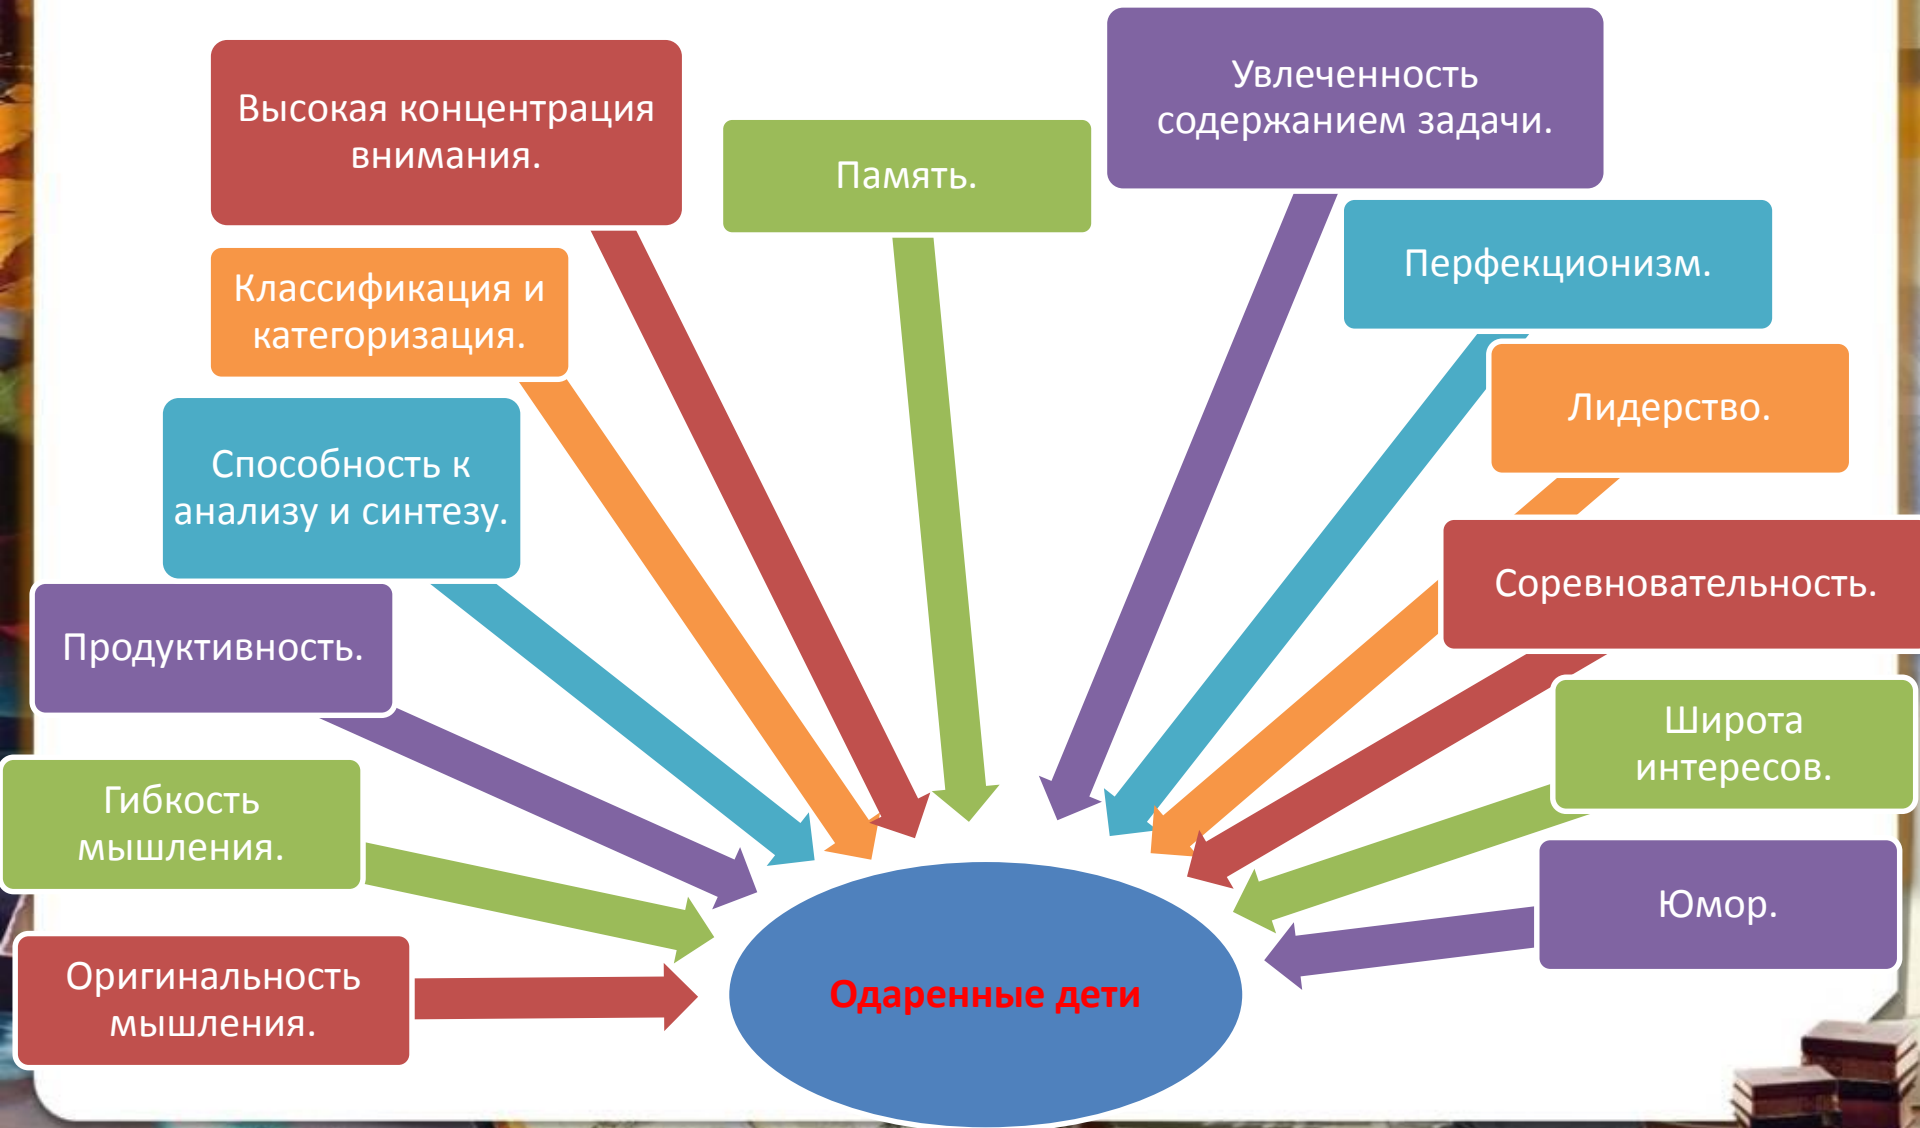 Высокая концентрация
внимания.
Память.
Увлеченность
содержанием задачи.
Классификация и
категоризация.
Перфекционизм.
Способность к
анализу и синтезу.
Лидерство.
Продуктивность.
Соревновательность.
Гибкость
мышления.
Широта
интересов.
Оригинальность
мышления.
Юмор.
Одаренные дети